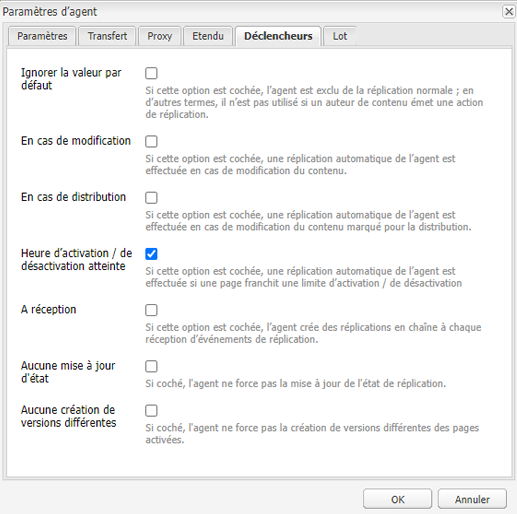 Paramètres d'agent
Paramètres Transfert Proxy Etendu Déclencheurs Lot
Ignorer la valeur par
défaut
Si cette option est cochée, l'agent est exclu de la réplication normale ; en
d'autres termes, il n'est pas utilisé si un auteur de contenu émet une action
de réplication.
En cas de modification
Si cette option est cochée, une réplication automatique de l'agent est
effectuée en cas de modification du contenu.
En cas de distribution
Si cette option est cochée, une réplication automatique de l'agent est
effectuée en cas de modification du contenu marqué pour la distribution.
Heure d'activation / de
désactivation atteinte
Si cette option est cochée, une réplication automatique de l'agent est
effectuée si une page franchit une limite d'activation / de désactivation
A réception
Si cette option est cochée, l'agent crée des réplications en chaîne à chaque
réception d'événements de réplication.
Aucune mise à jour
d'état
Si coché, l'agent ne force pas la mise à jour de l'état de réplication.
Aucune création de
versions différentes
Si coché, l'agent ne force pas la création de versions différentes des pages
activées.
OK Annuler